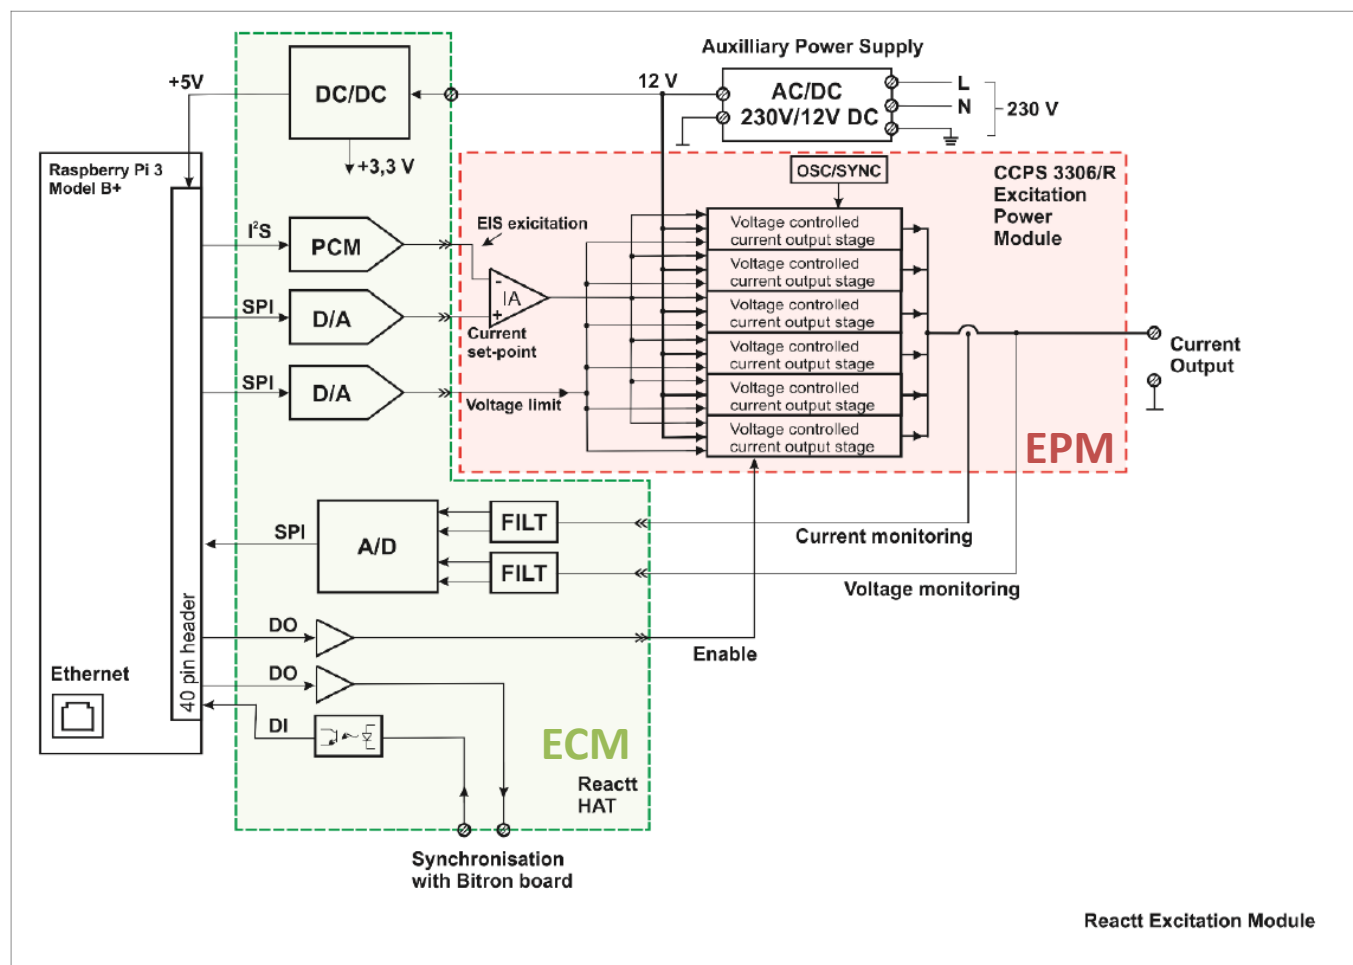 Auxilliary Power Supply
+5V
DC/DC
12 V
AC/DC
230V/12V DC
L
N
230 V
+3,3 V
Raspberry Pi 3
Model B+
OSC/SYNC
CCPS 3306/R
Excitation
Power
Module
I²S
PCM
EIS exicitation
Voltage controlled
current output stage
Voltage controlled
current output stage
Voltage controlled
current output stage
Voltage controlled
current output stage
Voltage controlled
current output stage
Voltage controlled
current output stage
-
IA
+
SPI
D/A
Current
set-point
SPI
D/A
Voltage limit
Current
Output
EPM
SPI
A/D
FILT
FILT
Current monitoring
Voltage monitoring
DO
Enable
DO
DI
40 pin header
Ethernet
ECM
Reactt
HAT
Synchronisation
with Bitron board
Reactt Excitation Module